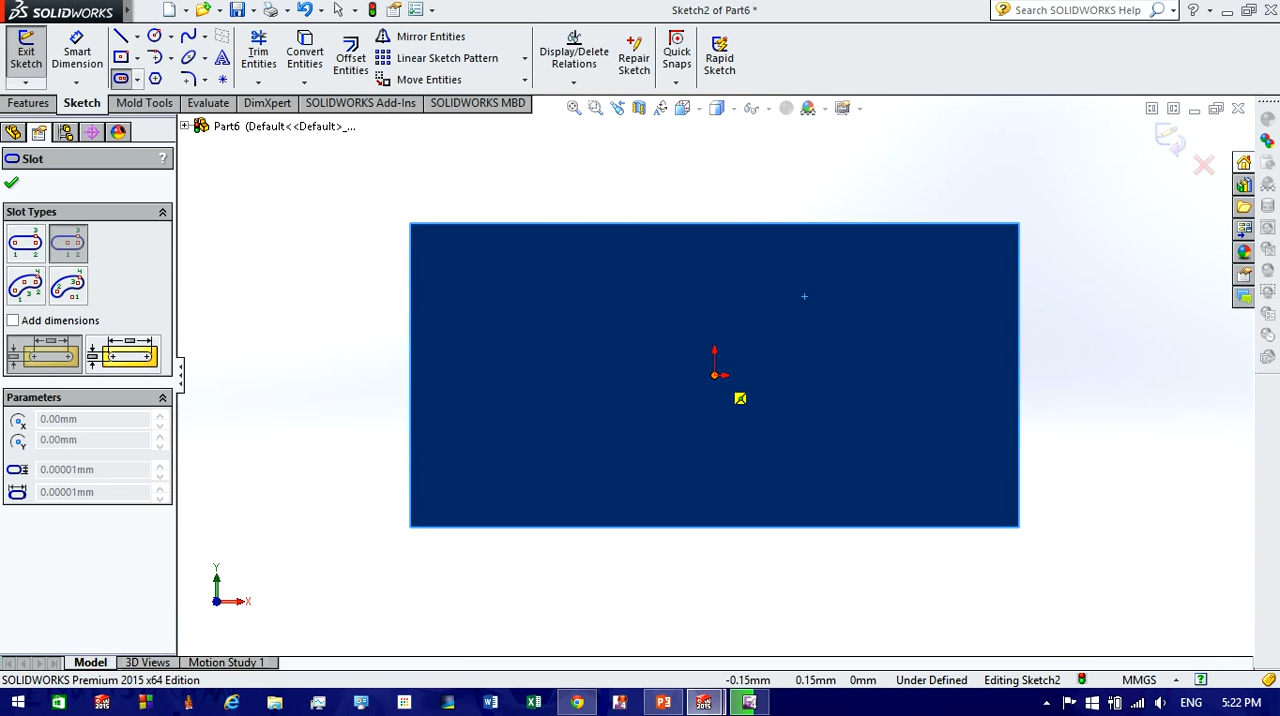 SOLIDWORKS
Sketch2 of Part6 *
Search SOLIDWORKS Help
Exit Sketch
Smart Dimension
Trim Entities
Convert Entities
Offset Entities
Mirror Entities
Linear Sketch Pattern
Move Entities
Display/Delete Relations
Repair Sketch
Quick Snaps
Rapid Sketch
Features
Sketch
Mold Tools
Evaluate
DimXpert
SOLIDWORKS Add-Ins
SOLIDWORKS MBD
Part6 (Default<<Default>_...
Slot
?
Slot Types
Add dimensions
Parameters
0.00mm
0.00mm
0.00001mm
0.00001mm
Y
X
Model
3D Views
Motion Study 1
SOLIDWORKS Premium 2015 x64 Edition
-0.15mm
0.15mm
0mm
Under Defined
Editing Sketch2
MMGS
ENG
5:22 PM